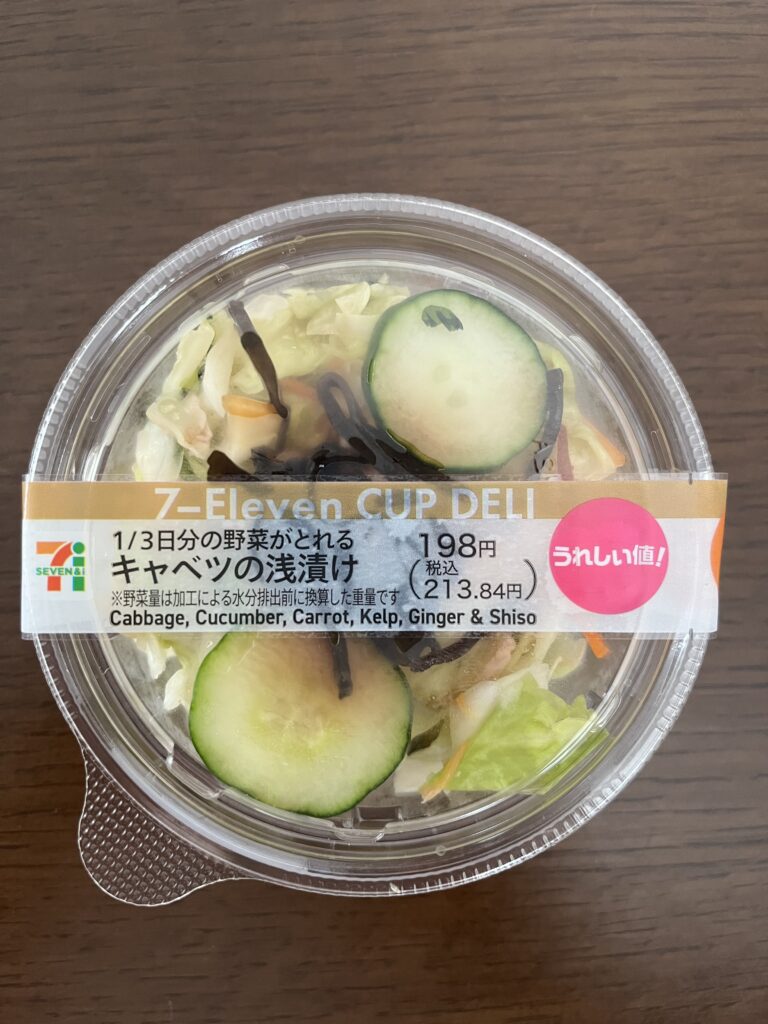 7-Eleven CUP DELI
1/3日分の野菜がとれる
キャベツの浅漬け
※野菜量は加工による水分排出前に換算した重量です
Cabbage, Cucumber, Carrot, Kelp, Ginger & Shiso
198円
(税込
213.84円)
うれしい値!
7i
SEVEN&i